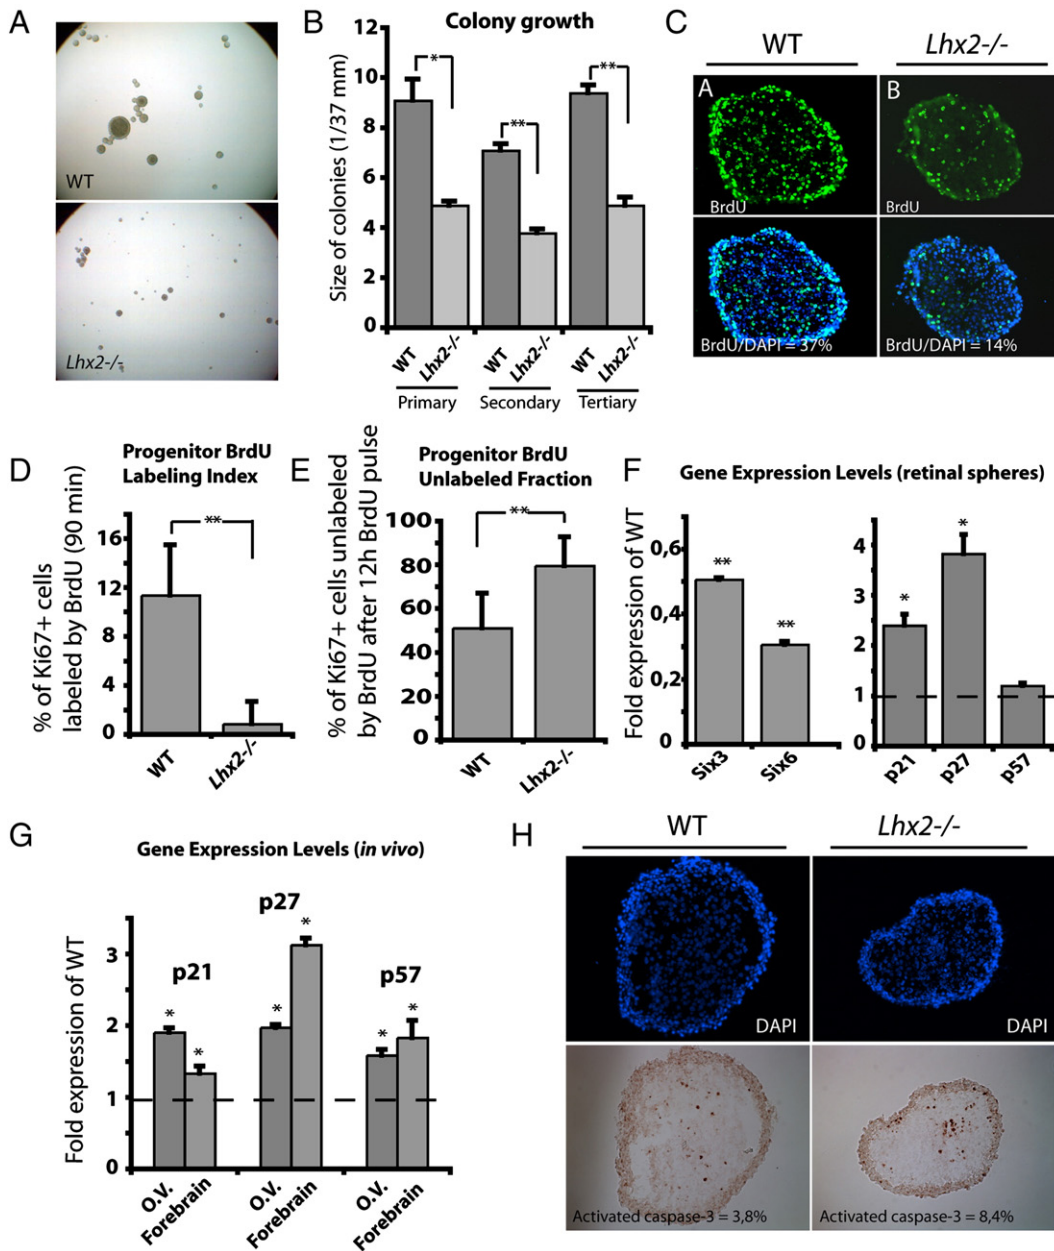 A
WT
Lhx2-/-
B
Colony growth
Size of colonies (1/37 mm)
12
10
8
6
4
2
0
*
**
**
WT
Lhx2-/-
WT
Lhx2-/-
WT
Lhx2-/-
Primary
Secondary
Tertiary
C
WT
Lhx2-/-
A
B
BrdU
BrdU
BrdU/DAPI = 37%
BrdU/DAPI = 14%
D
Progenitor BrdU
Labeling Index
% of Ki67+ cells
labeled by BrdU (90 min)
16
12
8
4
0
**
WT
Lhx2-/-
E
Progenitor BrdU
Unlabeled Fraction
% of Ki67+ cells unlabeled
by BrdU after 12h BrdU pulse
100
80
60
40
20
0
**
WT
Lhx2-/-
F
Gene Expression Levels (retinal spheres)
Fold expression of WT
0,6
0,4
0,2
0
**
**
Six3
Six6
4
3
2
1
0
*
*
p21
p27
p57
G
Gene Expression Levels (in vivo)
Fold expression of WT
3
2
1
0
p21
p27
p57
*
*
*
*
*
*
O.V.
Forebrain
O.V.
Forebrain
O.V.
Forebrain
H
WT
Lhx2-/-
DAPI
DAPI
Activated caspase-3 = 3,8%
Activated caspase-3 = 8,4%